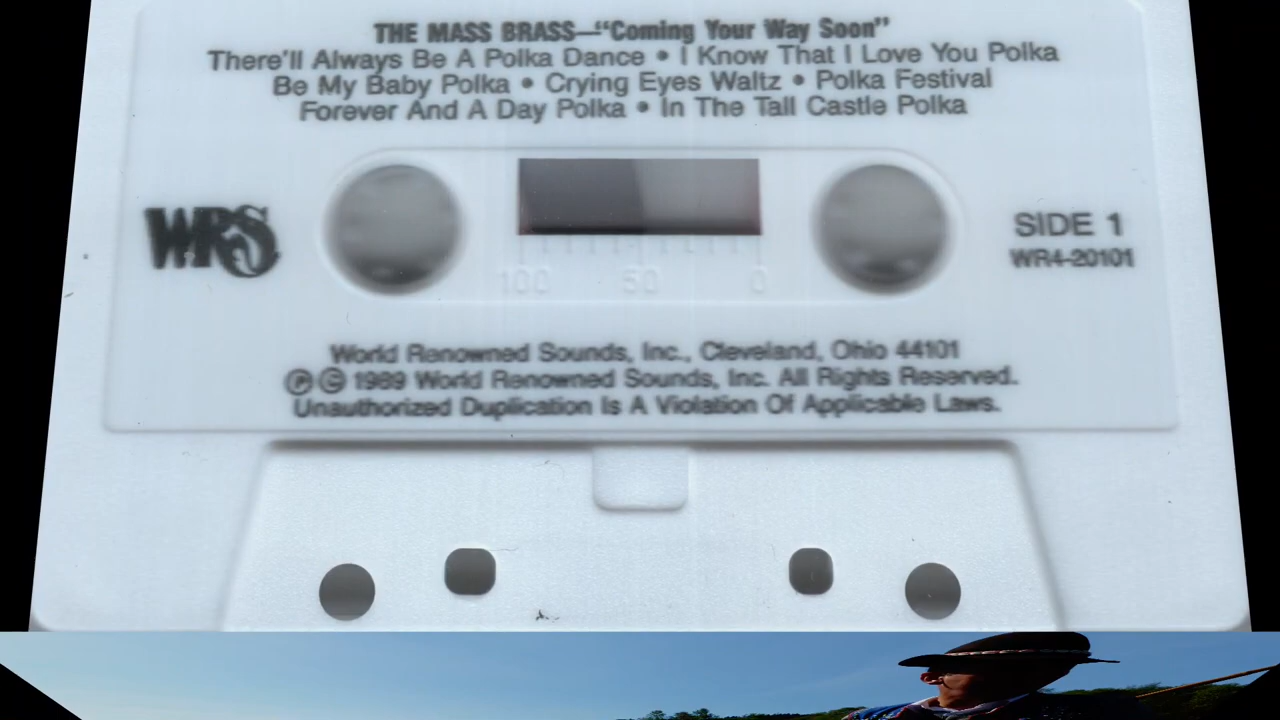 THE MASS BRASS—“Coming Your Way Soon”
There'll Always Be A Polka Dance • I Know That I Love You Polka
Be My Baby Polka • Crying Eyes Waltz • Polka Festival
Forever And A Day Polka • In The Tall Castle Polka
WRS
SIDE 1
WR4-20101
100 50 0
World Renowned Sounds, Inc., Cleveland, Ohio 44101
Ⓟ © 1989 World Renowned Sounds, Inc. All Rights Reserved.
Unauthorized Duplication Is A Violation Of Applicable Laws.